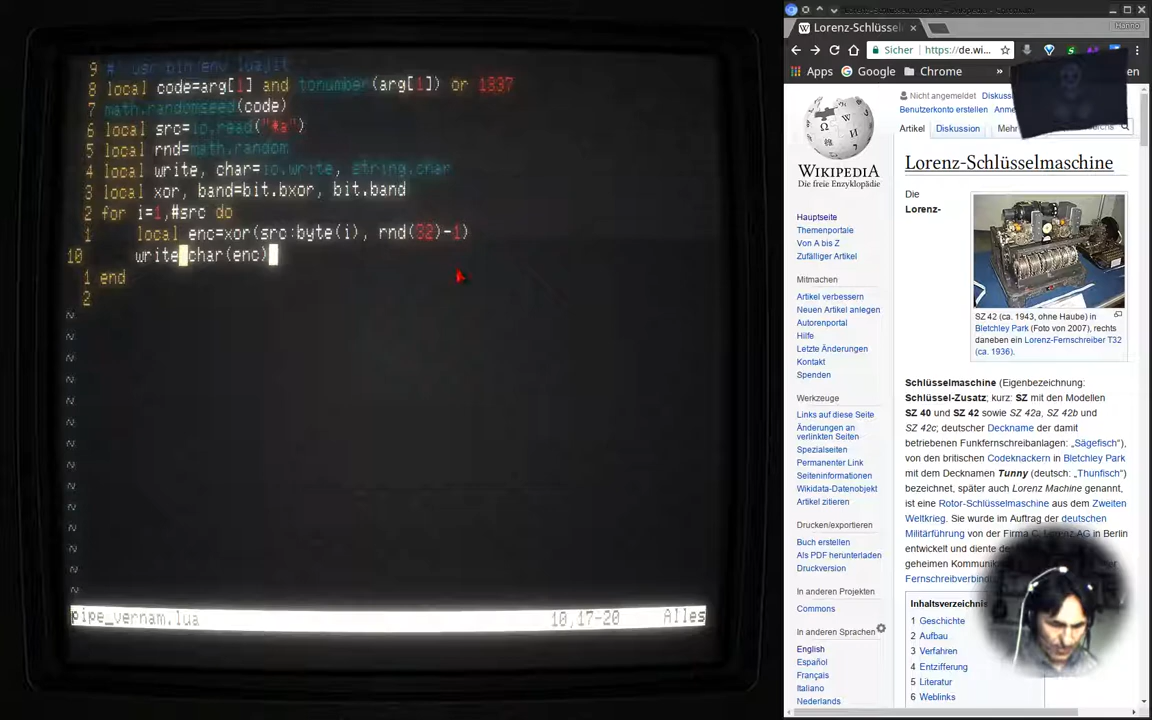 9 # usr bin env luajit
8 local code=arg[1] and tonumber(arg[1]) or 1337
7 math.randomseed(code)
6 local src=io.read("*a")
5 local rnd=math.random
4 local write, char=io.write, string.char
3 local xor, band=bit.bxor, bit.band
2 for i=1,#src do
1 local enc=xor(src:byte(i), rnd(32)-1)
10 write(char(enc))
1 end
2
~
~
~
~
~
~
~
~
~
~
~
~
~
~
pipe_vernam.lua 10,17-20 Alles
Lorenz-Schlüssel
Hanno
Sicher https://de.wi...
Apps Google Chrome » en
WIKIPEDIA
Die freie Enzyklopädie
Hauptseite
Themenportale
Von A bis Z
Zufälliger Artikel
Mitmachen
Artikel verbessern
Neuen Artikel anlegen
Autorenportal
Hilfe
Letzte Änderungen
Kontakt
Spenden
Werkzeuge
Links auf diese Seite
Änderungen an
verlinkten Seiten
Spezialseiten
Permanenter Link
Seiteninformationen
Wikidata-Datenobjekt
Artikel zitieren
Drucken/exportieren
Buch erstellen
Als PDF herunterladen
Druckversion
In anderen Projekten
Commons
In anderen Sprachen
English
Español
Français
Italiano
Nederlands
Nicht angemeldet Diskuss
Benutzerkonto erstellen Anme
Artikel Diskussion Mehr
Lorenz-Schlüsselmaschine
Die
Lorenz-
SZ 42 (ca. 1943, ohne Haube) in
Bletchley Park (Foto von 2007), rechts
daneben ein Lorenz-Fernschreiber T32
(ca. 1936).
Schlüsselmaschine (Eigenbezeichnung:
Schlüssel-Zusatz; kurz: SZ mit den Modellen
SZ 40 und SZ 42 sowie SZ 42a, SZ 42b und
SZ 42c; deutscher Deckname der damit
betriebenen Funkfernschreibanlagen: „Sägefisch“),
von den britischen Codeknackern in Bletchley Park
mit dem Decknamen Tunny (deutsch: „Thunfisch“)
bezeichnet, später auch Lorenz Machine genannt,
ist eine Rotor-Schlüsselmaschine aus dem Zweiten
Weltkrieg. Sie wurde im Auftrag der deutschen
Militärführung von der Firma C. Lorenz AG in Berlin
entwickelt und diente de
geheimen Kommunik
Fernschreibverbind
Inhaltsverzeichnis
1 Geschichte
2 Aufbau
3 Verfahren
4 Entzifferung
5 Literatur
6 Weblinks